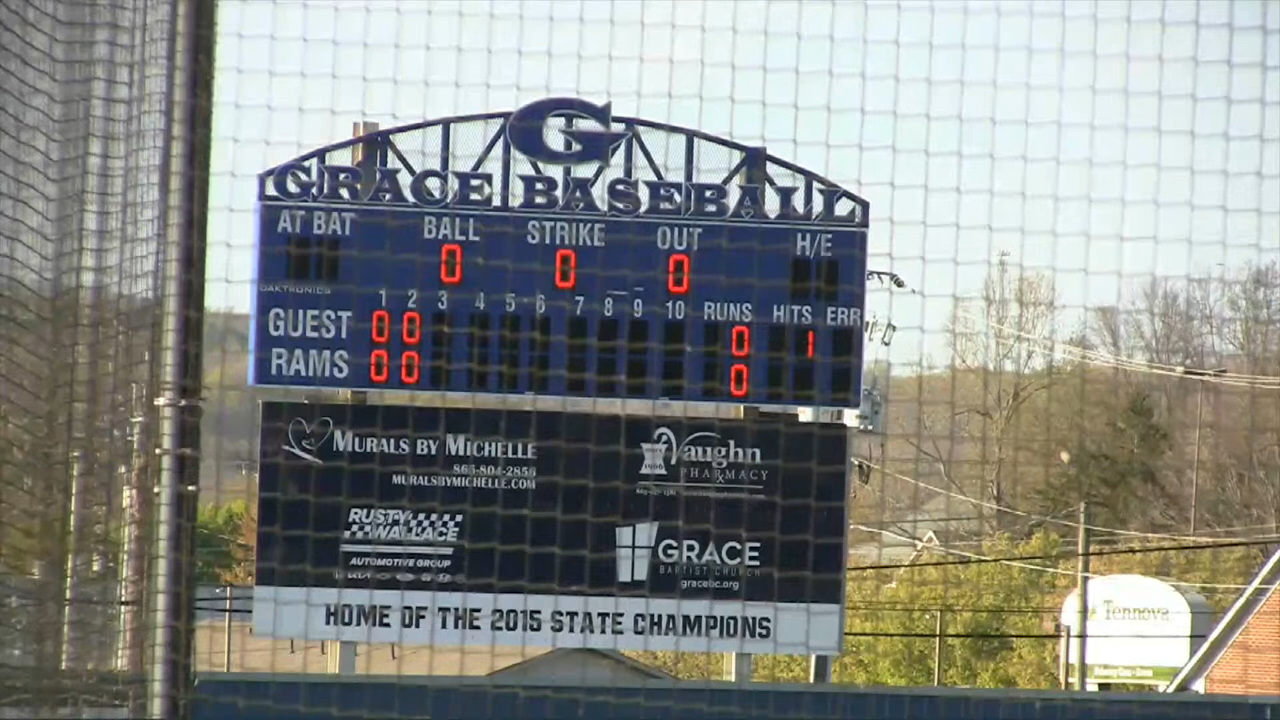 G
GRACE BASEBALL
AT BAT BALL STRIKE OUT H/E
0 0 0
DAKTRONICS
1 2 3 4 5 6 7 8 9 10 RUNS HITS ERR
GUEST 0 0 0 1
RAMS 0 0 0
MURALS BY MICHELLE
865-804-2856
MURALSBYMICHELLE.COM
Vaughn
PHARMACY
RUSTY
WALLACE
AUTOMOTIVE GROUP
GRACE
BAPTIST CHURCH
gracebc.org
HOME OF THE 2015 STATE CHAMPIONS
Tennova